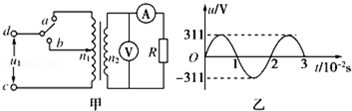 d a b
u₁ n₁ n₂ A V R
c
甲
u/V
311
O 1 2 3 t/(10⁻²s)
-311
乙